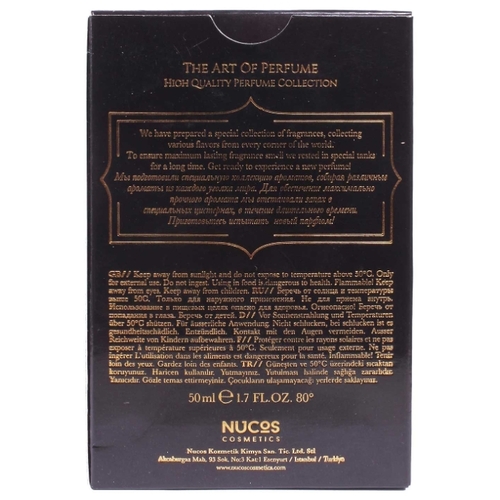 THE ART OF PERFUME
HIGH QUALITY PERFUME COLLECTION
We have prepared a special collection of fragrances, collecting
various flavors from every corner of the world.
To ensure maximum lasting fragrance smell we rested in special tanks
for a long time. Get ready to experience a new perfume!
Мы подготовили специальную коллекцию ароматов, собирая различные
ароматы из каждого уголка мира. Для обеспечения максимально
прочного аромата мы отстаивали запах в
специальных цистернах, в течение длительного времени.
Приготовьтесь испытать новый парфюм!
GB// Keep away from sunlight and do not expose to temperature above 50°C. Only
for external use. Do not ingest. Using in food is dangerous to health. Flammable! Keep
away from eyes. Keep away from children. RU// Беречь от солнца и температуры
выше 50С. Только для наружного применения. Не для приема внутрь.
Использование в пищевых целях опасно для здоровья. Огнеопасно! Беречь от
попадания в глаза. Беречь от детей. D// Vor Sonnenstrahlung und Temperaturen
über 50°C schützen. Für äusserliche Anwendung. Nicht schlucken, bei schlucken ist es
gesundheitsschädlich. Entzündlich. Kontakt mit den Augen vermeiden. Ausser
Reichweite von Kindern aufbewahren. F// Protéger contre les rayons solaires et ne pas
exposer à température supérieures à 50°C. Seulement pour usage externe. Ne pas
Ingérer L'utilisation dans les aliments est dangereux pour la santé. Inflammable! Tenir
loin des yeux. Gardez loin des enfants. TR// Güneşten ve 50°C üzerindeki sıcaktan
koruyunuz. Haricen kullanılır. Yutmayınız. Yutulması halinde sağlığa zararlıdır.
Yanıcıdır. Gözle temas ettirmeyiniz. Çocukların ulaşamayacağı yerlerde saklayınız.
50 ml ℮ 1.7 FL.OZ. 80°
NUCOS
COSMETICS
Nucos Kozmetik Kimya San. Tic. Ltd. Sti
Akcaburgaz Mah, 93 Sok, No:3 Kat:1 Esenyurt / Istanbul / Turkiye
www.nucoscosmetica.com